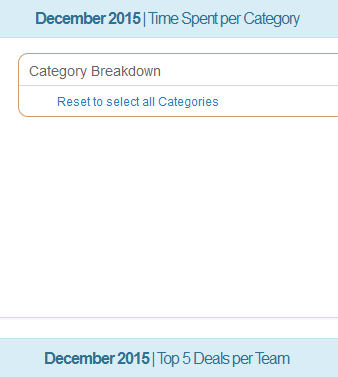 December 2015 | Time Spent per Category
Category Breakdown
Reset to select all Categories
December 2015 | Top 5 Deals per Team